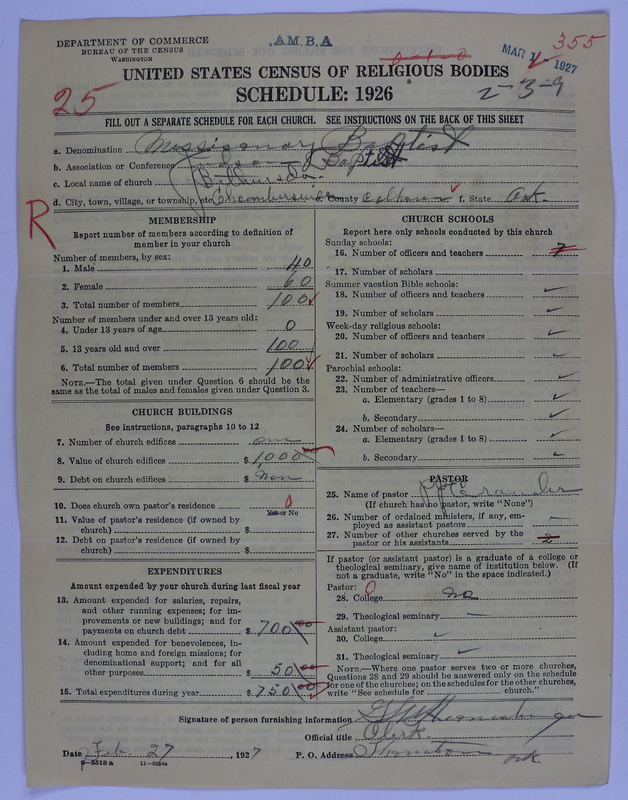 DEPARTMENT OF COMMERCE
BUREAU OF THE CENSUS
WASHINGTON
A.M.B.A
0-1-0
MAR 1 1927
355
2-3-9
25
UNITED STATES CENSUS OF RELIGIOUS BODIES
SCHEDULE: 1926
FILL OUT A SEPARATE SCHEDULE FOR EACH CHURCH. SEE INSTRUCTIONS ON THE BACK OF THIS SHEET
a. Denomination Missionary Baptist
b. Association or Conference Baptist
c. Local name of church
d. City, town, village, or township, etc. Chambersville e. County Calhoun f. State Ark.
R
MEMBERSHIP
Report number of members according to definition of
member in your church
Number of members, by sex:
1. Male 40
2. Female 60
3. Total number of members 100
Number of members under and over 13 years old:
4. Under 13 years of age 0
5. 13 years old and over 100
6. Total number of members 100
NOTE.—The total given under Question 6 should be the
same as the total of males and females given under Question 3.
CHURCH BUILDINGS
See instructions, paragraphs 10 to 12
7. Number of church edifices one
8. Value of church edifices $ 1,000
9. Debt on church edifices $ Non
10. Does church own pastor's residence 0
Yes or No
11. Value of pastor's residence (if owned by
church) $
12. Debt on pastor's residence (if owned by
church) $
EXPENDITURES
Amount expended by your church during last fiscal year
13. Amount expended for salaries, repairs,
and other running expenses; for im-
provements or new buildings; and for
payments on church debt $ 700 00
14. Amount expended for benevolences, in-
cluding home and foreign missions; for
denominational support; and for all
other purposes $ 50 00
15. Total expenditures during year $ 750 00
CHURCH SCHOOLS
Report here only schools conducted by this church
Sunday schools:
16. Number of officers and teachers 7
17. Number of scholars
Summer vacation Bible schools:
18. Number of officers and teachers ✓
19. Number of scholars ✓
Week-day religious schools:
20. Number of officers and teachers ✓
21. Number of scholars ✓
Parochial schools:
22. Number of administrative officers ✓
23. Number of teachers—
a. Elementary (grades 1 to 8) ✓
b. Secondary ✓
24. Number of scholars—
a. Elementary (grades 1 to 8) ✓
b. Secondary ✓
PASTOR
25. Name of pastor
(If church has no pastor, write "None")
26. Number of ordained ministers, if any, em-
ployed as assistant pastors
27. Number of other churches served by the
pastor or his assistants 2
If pastor (or assistant pastor) is a graduate of a college or
theological seminary, give name of institution below. (If
not a graduate, write "No" in the space indicated.)
Pastor: 0
28. College no
29. Theological seminary
Assistant pastor:
30. College ✓
31. Theological seminary ✓
NOTE.—Where one pastor serves two or more churches,
Questions 28 and 29 should be answered only on the schedule
for one of the churches; on the schedules for the other churches,
write "See schedule for church."
Signature of person furnishing information
Official title Clerk
Date Feb. 27, 1927 P. O. Address Thornton
Ark
8-5518a 11-9034a